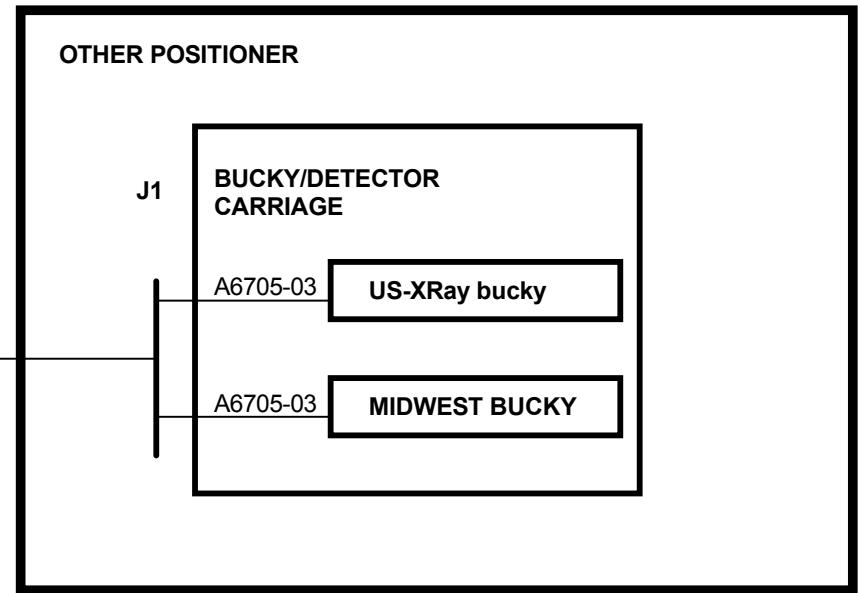 OTHER POSITIONER
J1
BUCKY/DETECTOR
CARRIAGE
A6705-03
US-XRay bucky
A6705-03
MIDWEST BUCKY